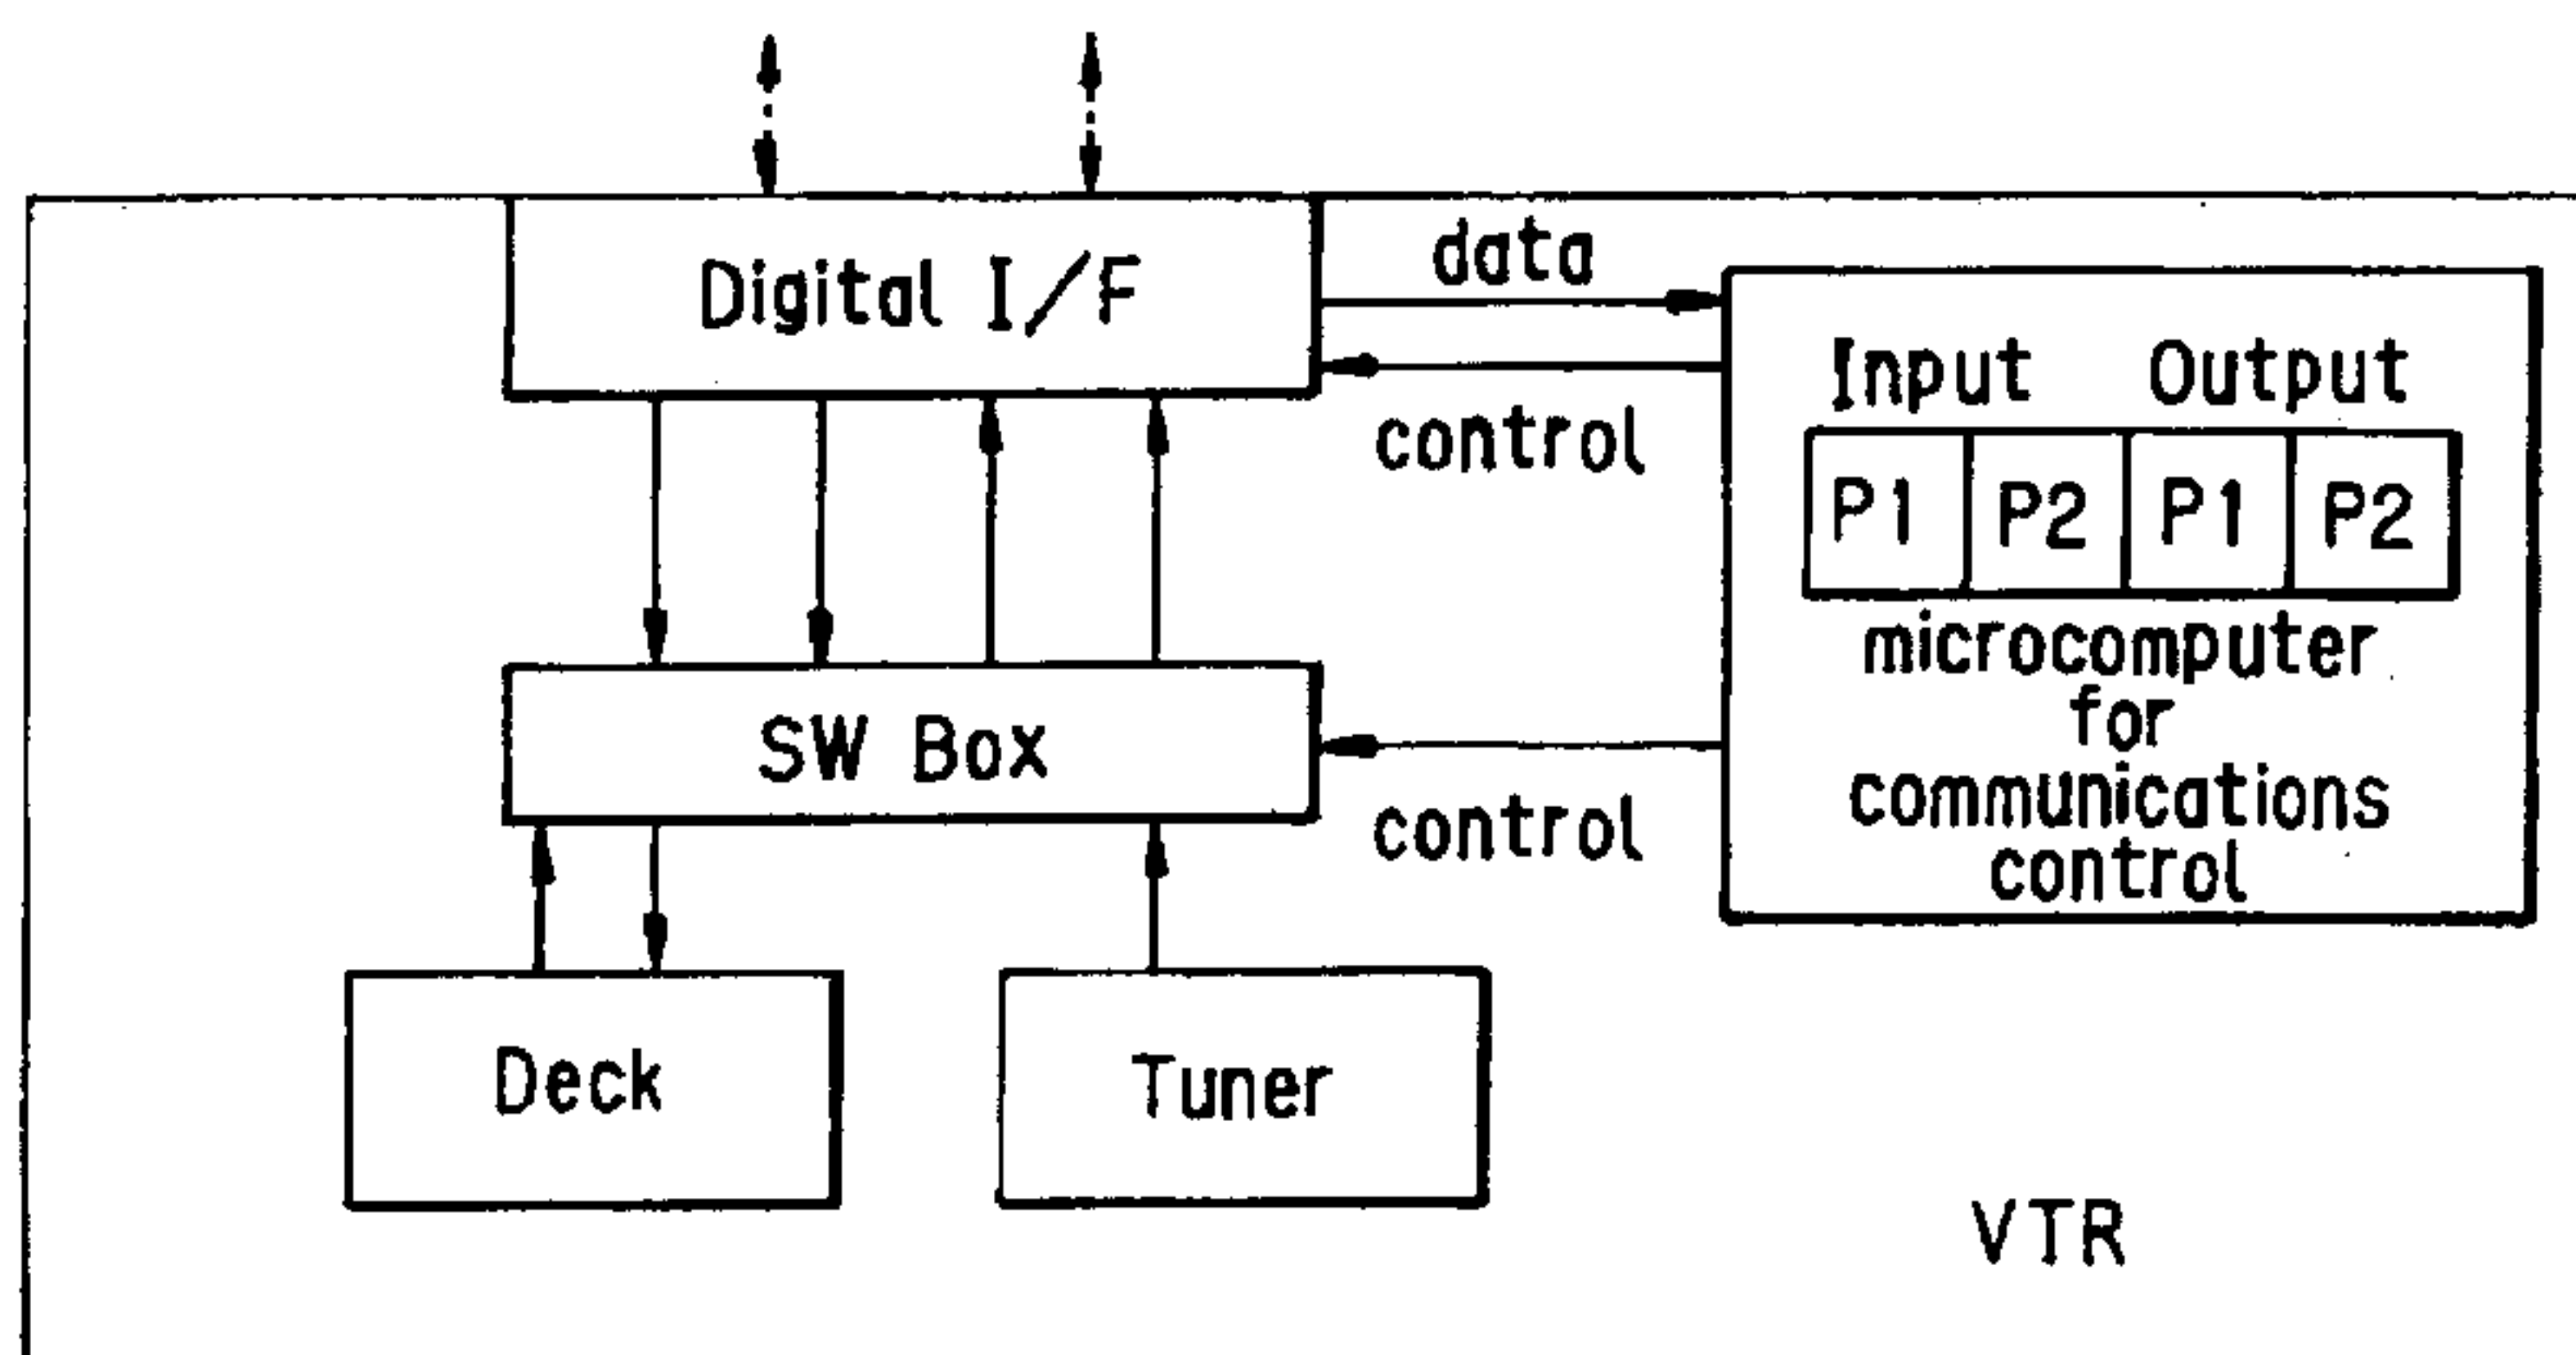 data
Digital I/F
Input Output
control
P1 P2 P1 P2
microcomputer
for
communications
control
SW Box
control
Deck
Tuner
VTR